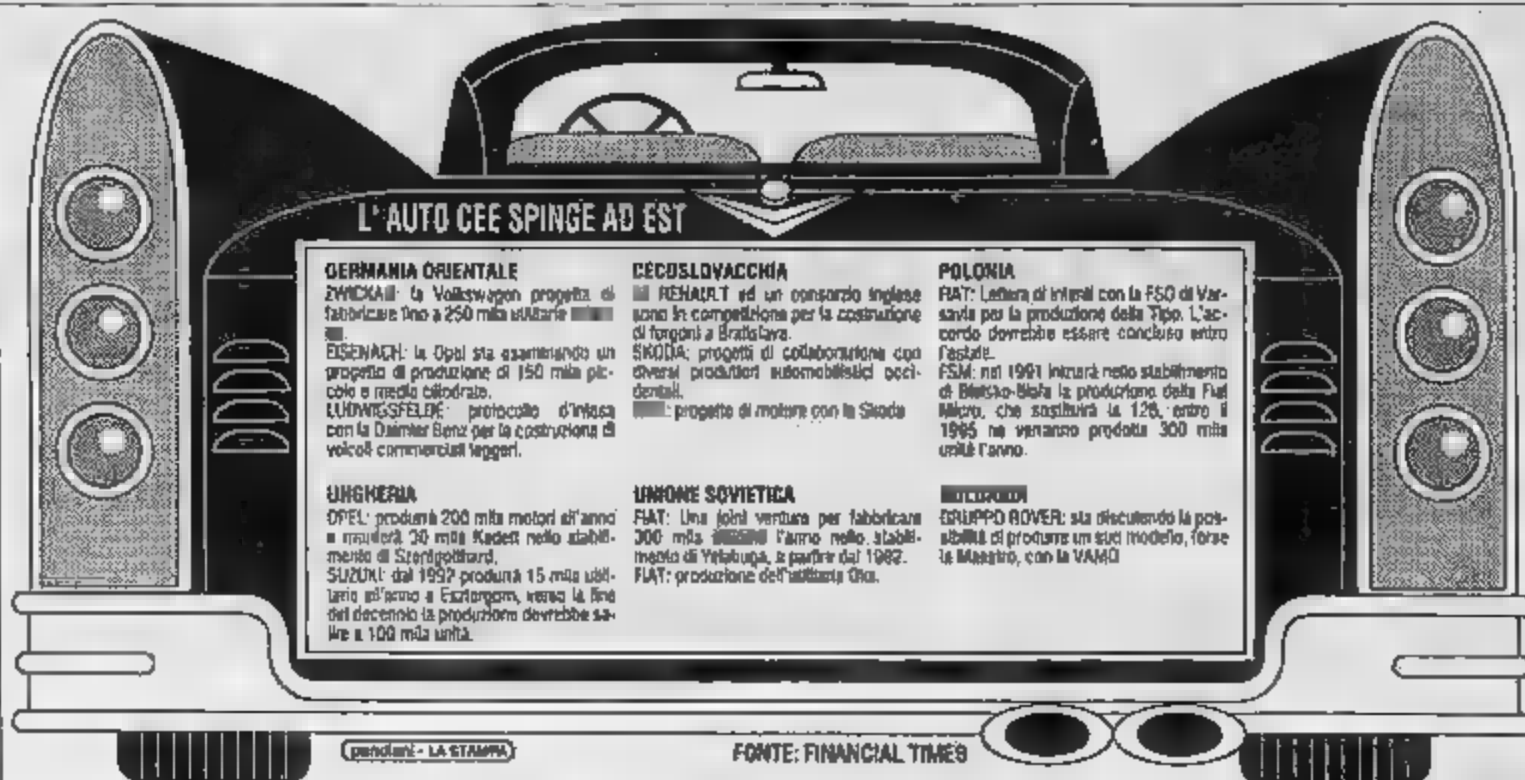 L'AUTO CEE SPINGE AD EST
GERMANIA ORIENTALE
ZWICKAU: la Volkswagen progetta di
fabbricare fino a 250 mila utilitarie
EISENACH: la Opel sta esaminando un
progetto di produzione di 150 mila pic-
cole e medie cilindrate.
LUDWIGSFELDE: protocollo d'intesa
con la Daimler Benz per la costruzione di
veicoli commerciali leggeri.
UNGHERIA
OPEL: produrrà 200 mila motori all'anno
e 30 mila Kadett nello stabili-
mento di Szentgotthard.
SUZUKI: dal 1992 produrrà 15 mila utili-
tarie all'anno a Esztergom, verso la fine
del decennio la produzione dovrebbe sa-
lire a 100 mila unità.
CECOSLOVACCHIA
RENAULT ed un consorzio inglese
sono in competizione per la costruzione
di furgoni a Bratislava.
SKODA: progetti di collaborazione con
diversi produttori automobilistici occi-
dentali.
: progetto di motore con la Skoda
UNIONE SOVIETICA
FIAT: Una joint venture per fabbricare
300 mila l'anno nello stabili-
mento di Yelabuga, a partire dal
FIAT: produzione dell'utilitaria Oka.
POLONIA
FIAT: Lettera di intenti con la FSO di Var-
savia per la produzione della Tipo. L'ac-
cordo dovrebbe essere concluso entro
l'estate.
FSM: nel 1991 inizierà nello stabilimento
di Bielsko-Biala la produzione della Fiat
Micro, che sostituirà la 126, entro il
1995 ne verranno prodotte 300 mila
unità l'anno.
GRUPPO ROVER: sta discutendo la pos-
sibilità di produrre un suo modello, forse
la Maestro, con la VAMO
LA STAMPA
FONTE: FINANCIAL TIMES